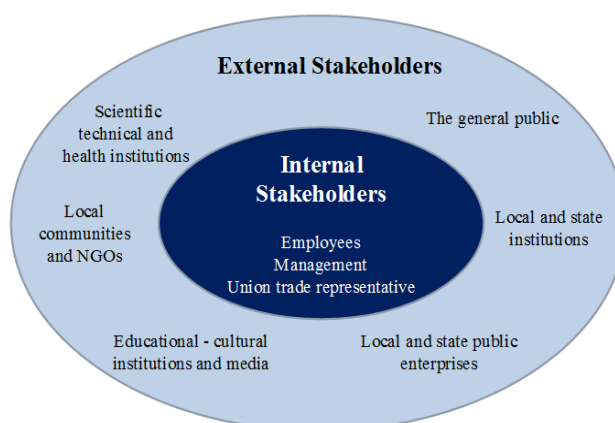 External Stakeholders
Scientific
technical and
health institutions
The general public
Internal
Stakeholders
Employees
Management
Union trade representative
Local
communities
and NGOs
Local and state
institutions
Educational - cultural
institutions and media
Local and state public
enterprises